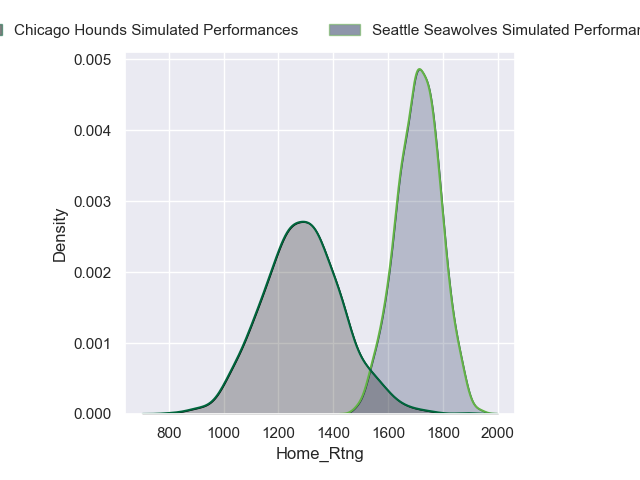 Chicago Hounds Simulated Performances
Seattle Seawolves Simulated
0.005
0.004
0.003
0.002
0.001
0.000
Density
800 1000 1200 1400 1600 1800 2000
Home_Rtng